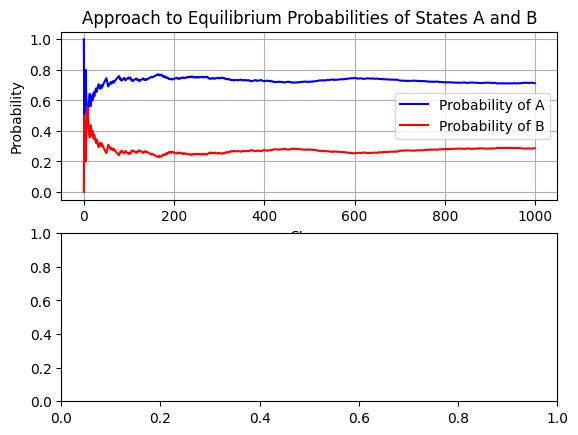 Approach to Equilibrium Probabilities of States A and B
1.0
0.8
0.6
0.4
0.2
0.0
Probability
Probability of A
Probability of B
0 200 400 600 800 1000
1.0
0.8
0.6
0.4
0.2
0.0
0.0 0.2 0.4 0.6 0.8 1.0